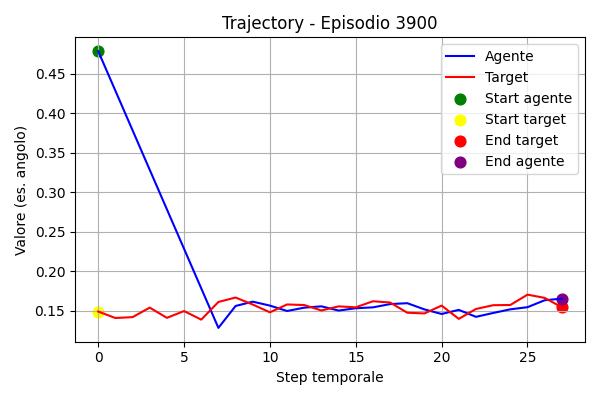 Trajectory - Episodio 3900
Valore (es. angolo)
0.45
0.40
0.35
0.30
0.25
0.20
0.15
0
5
10
15
20
25
Step temporale
Agente
Target
Start agente
Start target
End target
End agente